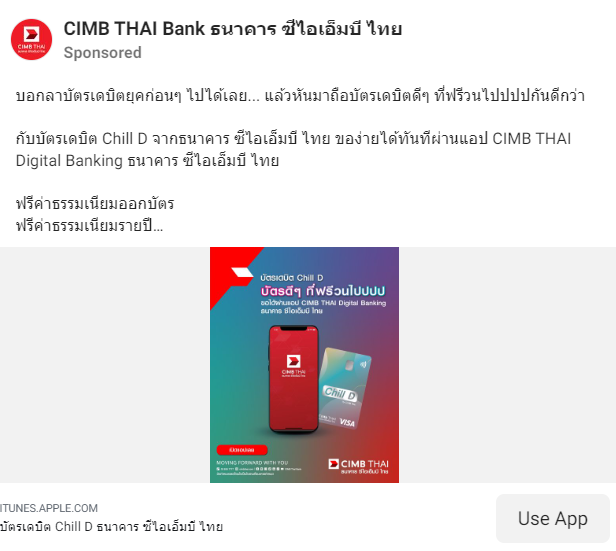 CIMB THAI
CIMB THAI Bank ธนาคาร ซีไอเอ็มบี ไทย
Sponsored
บอกลาบัตรเดบิตยุคก่อนๆ ไปได้เลย... แล้วหันมาถือบัตรเดบิตดีๆ ที่ฟรีวนไปปปปกันดีกว่า
กับบัตรเดบิต Chill D จากธนาคาร ซีไอเอ็มบี ไทย ของ่ายได้ทันทีผ่านแอป CIMB THAI
Digital Banking ธนาคาร ซีไอเอ็มบี ไทย
ฟรีค่าธรรมเนียมออกบัตร
ฟรีค่าธรรมเนียมรายปี...
บัตรเดบิต Chill D
บัตรดีๆ ที่ฟรีวนไปปปป
ขอได้ผ่านแอป CIMB THAI Digital Banking
ธนาคาร ซีไอเอ็มบี ไทย
CIMB THAI
Chill D
VISA
MOVING FORWARD WITH YOU
CIMB THAI
ธนาคาร ซีไอเอ็มบี ไทย
ITUNES.APPLE.COM
บัตรเดบิต Chill D ธนาคาร ซีไอเอ็มบี ไทย
Use App